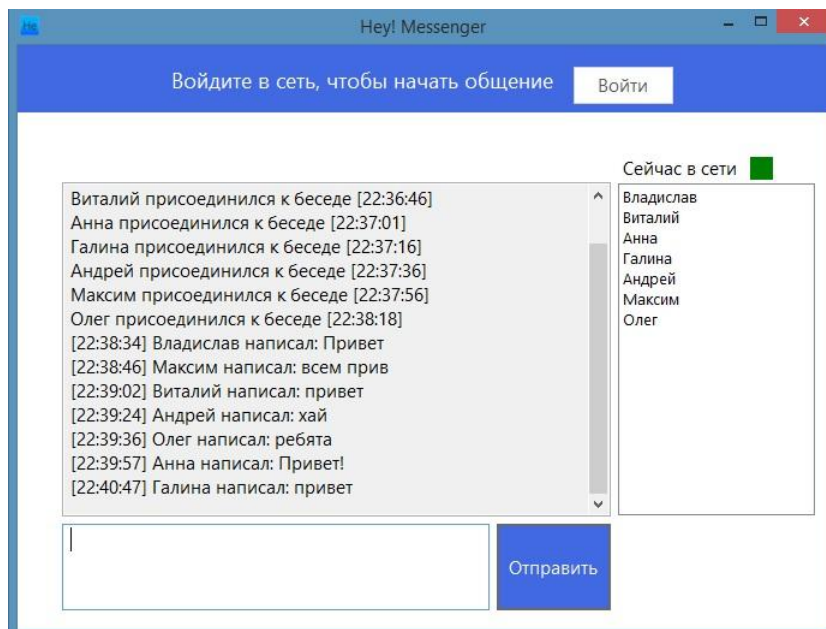 He
Hey! Messenger
Войдите в сеть, чтобы начать общение
Войти
Сейчас в сети
Виталий присоединился к беседе [22:36:46]
Анна присоединился к беседе [22:37:01]
Галина присоединился к беседе [22:37:16]
Андрей присоединился к беседе [22:37:36]
Максим присоединился к беседе [22:37:56]
Олег присоединился к беседе [22:38:18]
[22:38:34] Владислав написал: Привет
[22:38:46] Максим написал: всем прив
[22:39:02] Виталий написал: привет
[22:39:24] Андрей написал: хай
[22:39:36] Олег написал: ребята
[22:39:57] Анна написал: Привет!
[22:40:47] Галина написал: привет
Владислав
Виталий
Анна
Галина
Андрей
Максим
Олег
Отправить